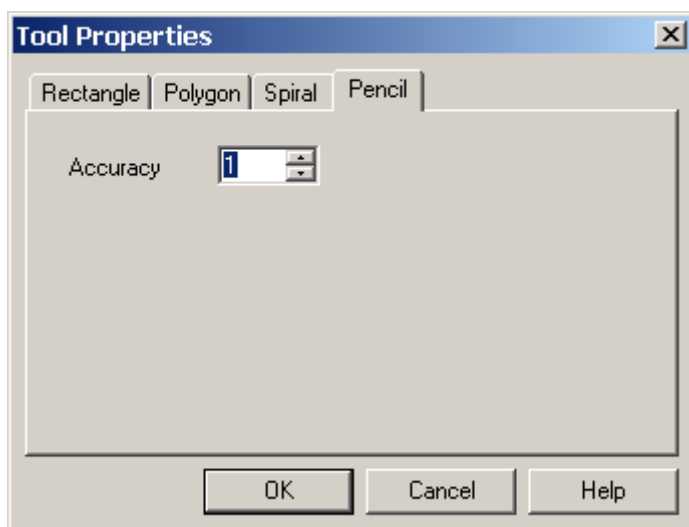 Tool Properties
Rectangle Polygon Spiral Pencil
Accuracy 1
OK Cancel Help